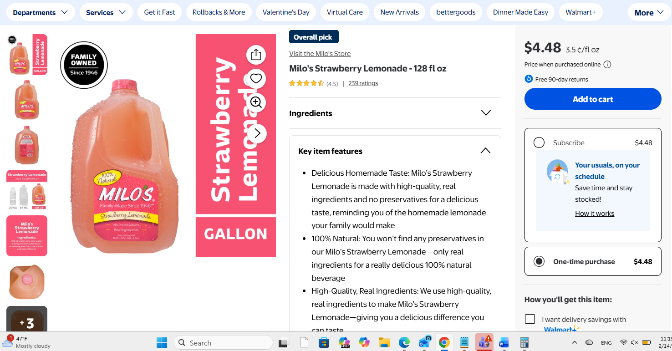 Departments
Services
Get it Fast
Rollbacks & More
Valentine's Day
Virtual Care
New Arrivals
bettergoods
Dinner Made Easy
Walmart+
More
FAMILY
OWNED
Since 1946
Strawberry
Lemonade
GALLON
MILO'S
Strawberry Lemonade
+3
Overall pick
Visit the Milo's Store
Milo's Strawberry Lemonade - 128 fl oz
(4.5) | 239 ratings
Ingredients
Key item features
• Delicious Homemade Taste: Milo's Strawberry
Lemonade is made with high-quality, real
ingredients and no preservatives for a delicious
taste, reminding you of the homemade lemonade
your family would make
• 100% Natural: You won't find any preservatives in
our Milo's Strawberry Lemonade – only real
ingredients for a really delicious 100% natural
beverage
• High-Quality, Real Ingredients: We use high-quality,
real ingredients to make Milo's Strawberry
Lemonade—giving you a delicious difference you
can taste
$4.48 3.5 ¢/fl oz
Price when purchased online
Free 90-day returns
Add to cart
Subscribe $4.48
Your usuals, on your
schedule
Save time and stay
stocked!
How it works
One-time purchase $4.48
How you'll get this item:
I want delivery savings with
Walmart+
47°F
Mostly cloudy
Search
ENG